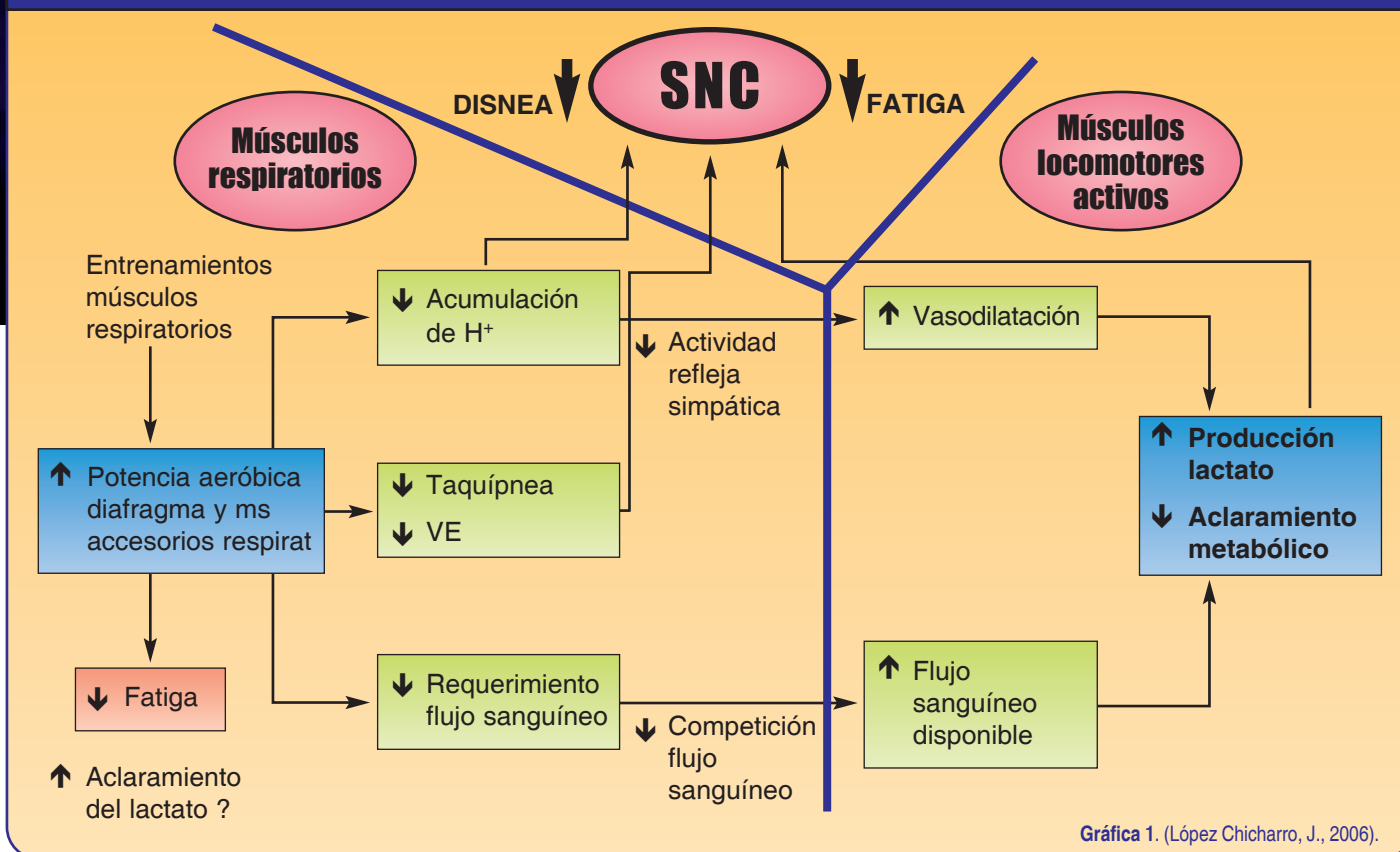 DISNEA
SNC
FATIGA
Músculos
respiratorios
Músculos
locomotores
activos
Entrenamientos
músculos
respiratorios
↑ Potencia aeróbica
diafragma y ms
accesorios respirat
↓ Fatiga
↑ Aclaramiento
del lactato ?
↓ Acumulación
de H⁺
↓ Taquípnea
↓ VE
↓ Requerimiento
flujo sanguíneo
↓ Actividad
refleja
simpática
↓ Competición
flujo
sanguíneo
↑ Vasodilatación
↑ Flujo
sanguíneo
disponible
↑ Producción
lactato
↓ Aclaramiento
metabólico
Gráfica 1. (López Chicharro, J., 2006).